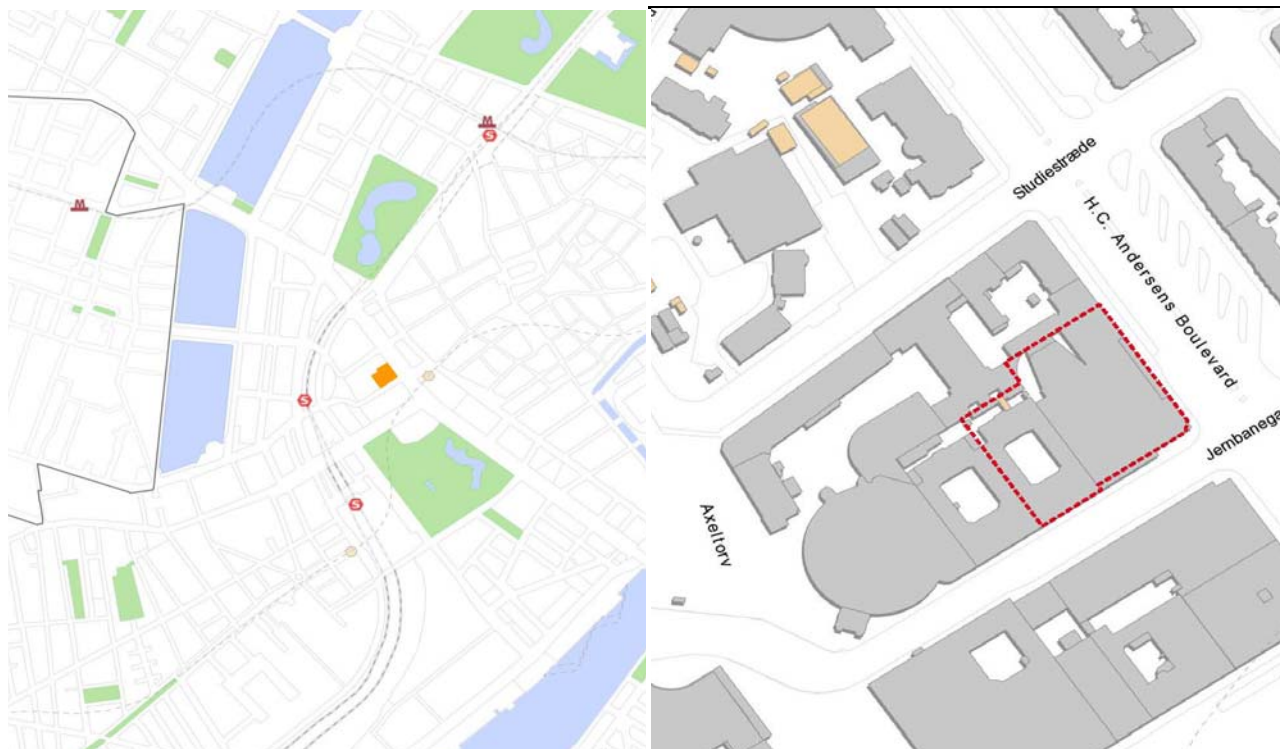 M
S
M
S
S
Studiestræde
H.C. Andersens Boulevard
Jernbanega
Axeltorv